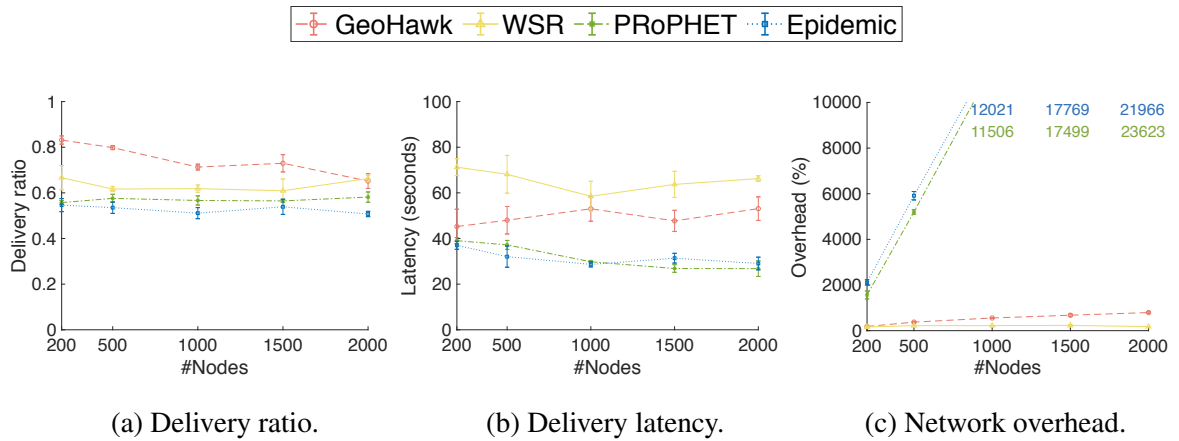 GeoHawk WSR PRoPHET Epidemic
1
0.8
0.6
0.4
0.2
0
200 500 1000 1500 2000
#Nodes
Delivery ratio
(a) Delivery ratio.
100
80
60
40
20
0
200 500 1000 1500 2000
#Nodes
Latency (seconds)
(b) Delivery latency.
10000
8000
6000
4000
2000
0
12021 17769 21966
11506 17499 23623
200 500 1000 1500 2000
#Nodes
Overhead (%)
(c) Network overhead.